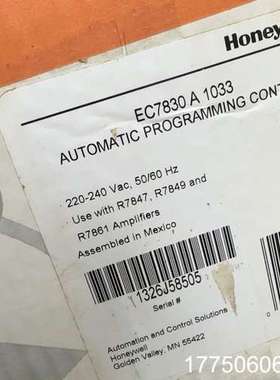 Honey
EC7830 A 1033
AUTOMATIC PROGRAMMING CONT
220-240 Vac, 50/60 Hz
Use with R7847, R7849 and
R7861 Amplifiers
Assembled in Mexico
1326J58505
Serial #
Automation and Control Solutions
Honeywell
Golden Valley, MN 55422
17750606